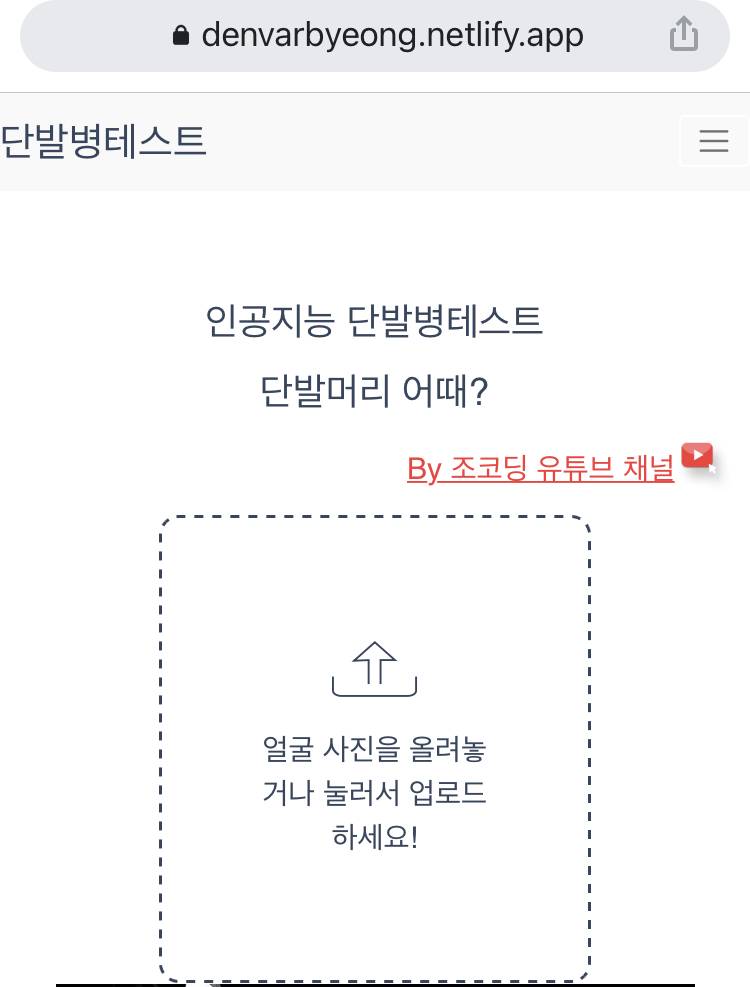 denvarbyeong.netlify.app
단발병테스트
인공지능 단발병테스트
단발머리 어때?
By 조코딩 유튜브 채널
얼굴 사진을 올려놓
거나 눌러서 업로드
하세요!